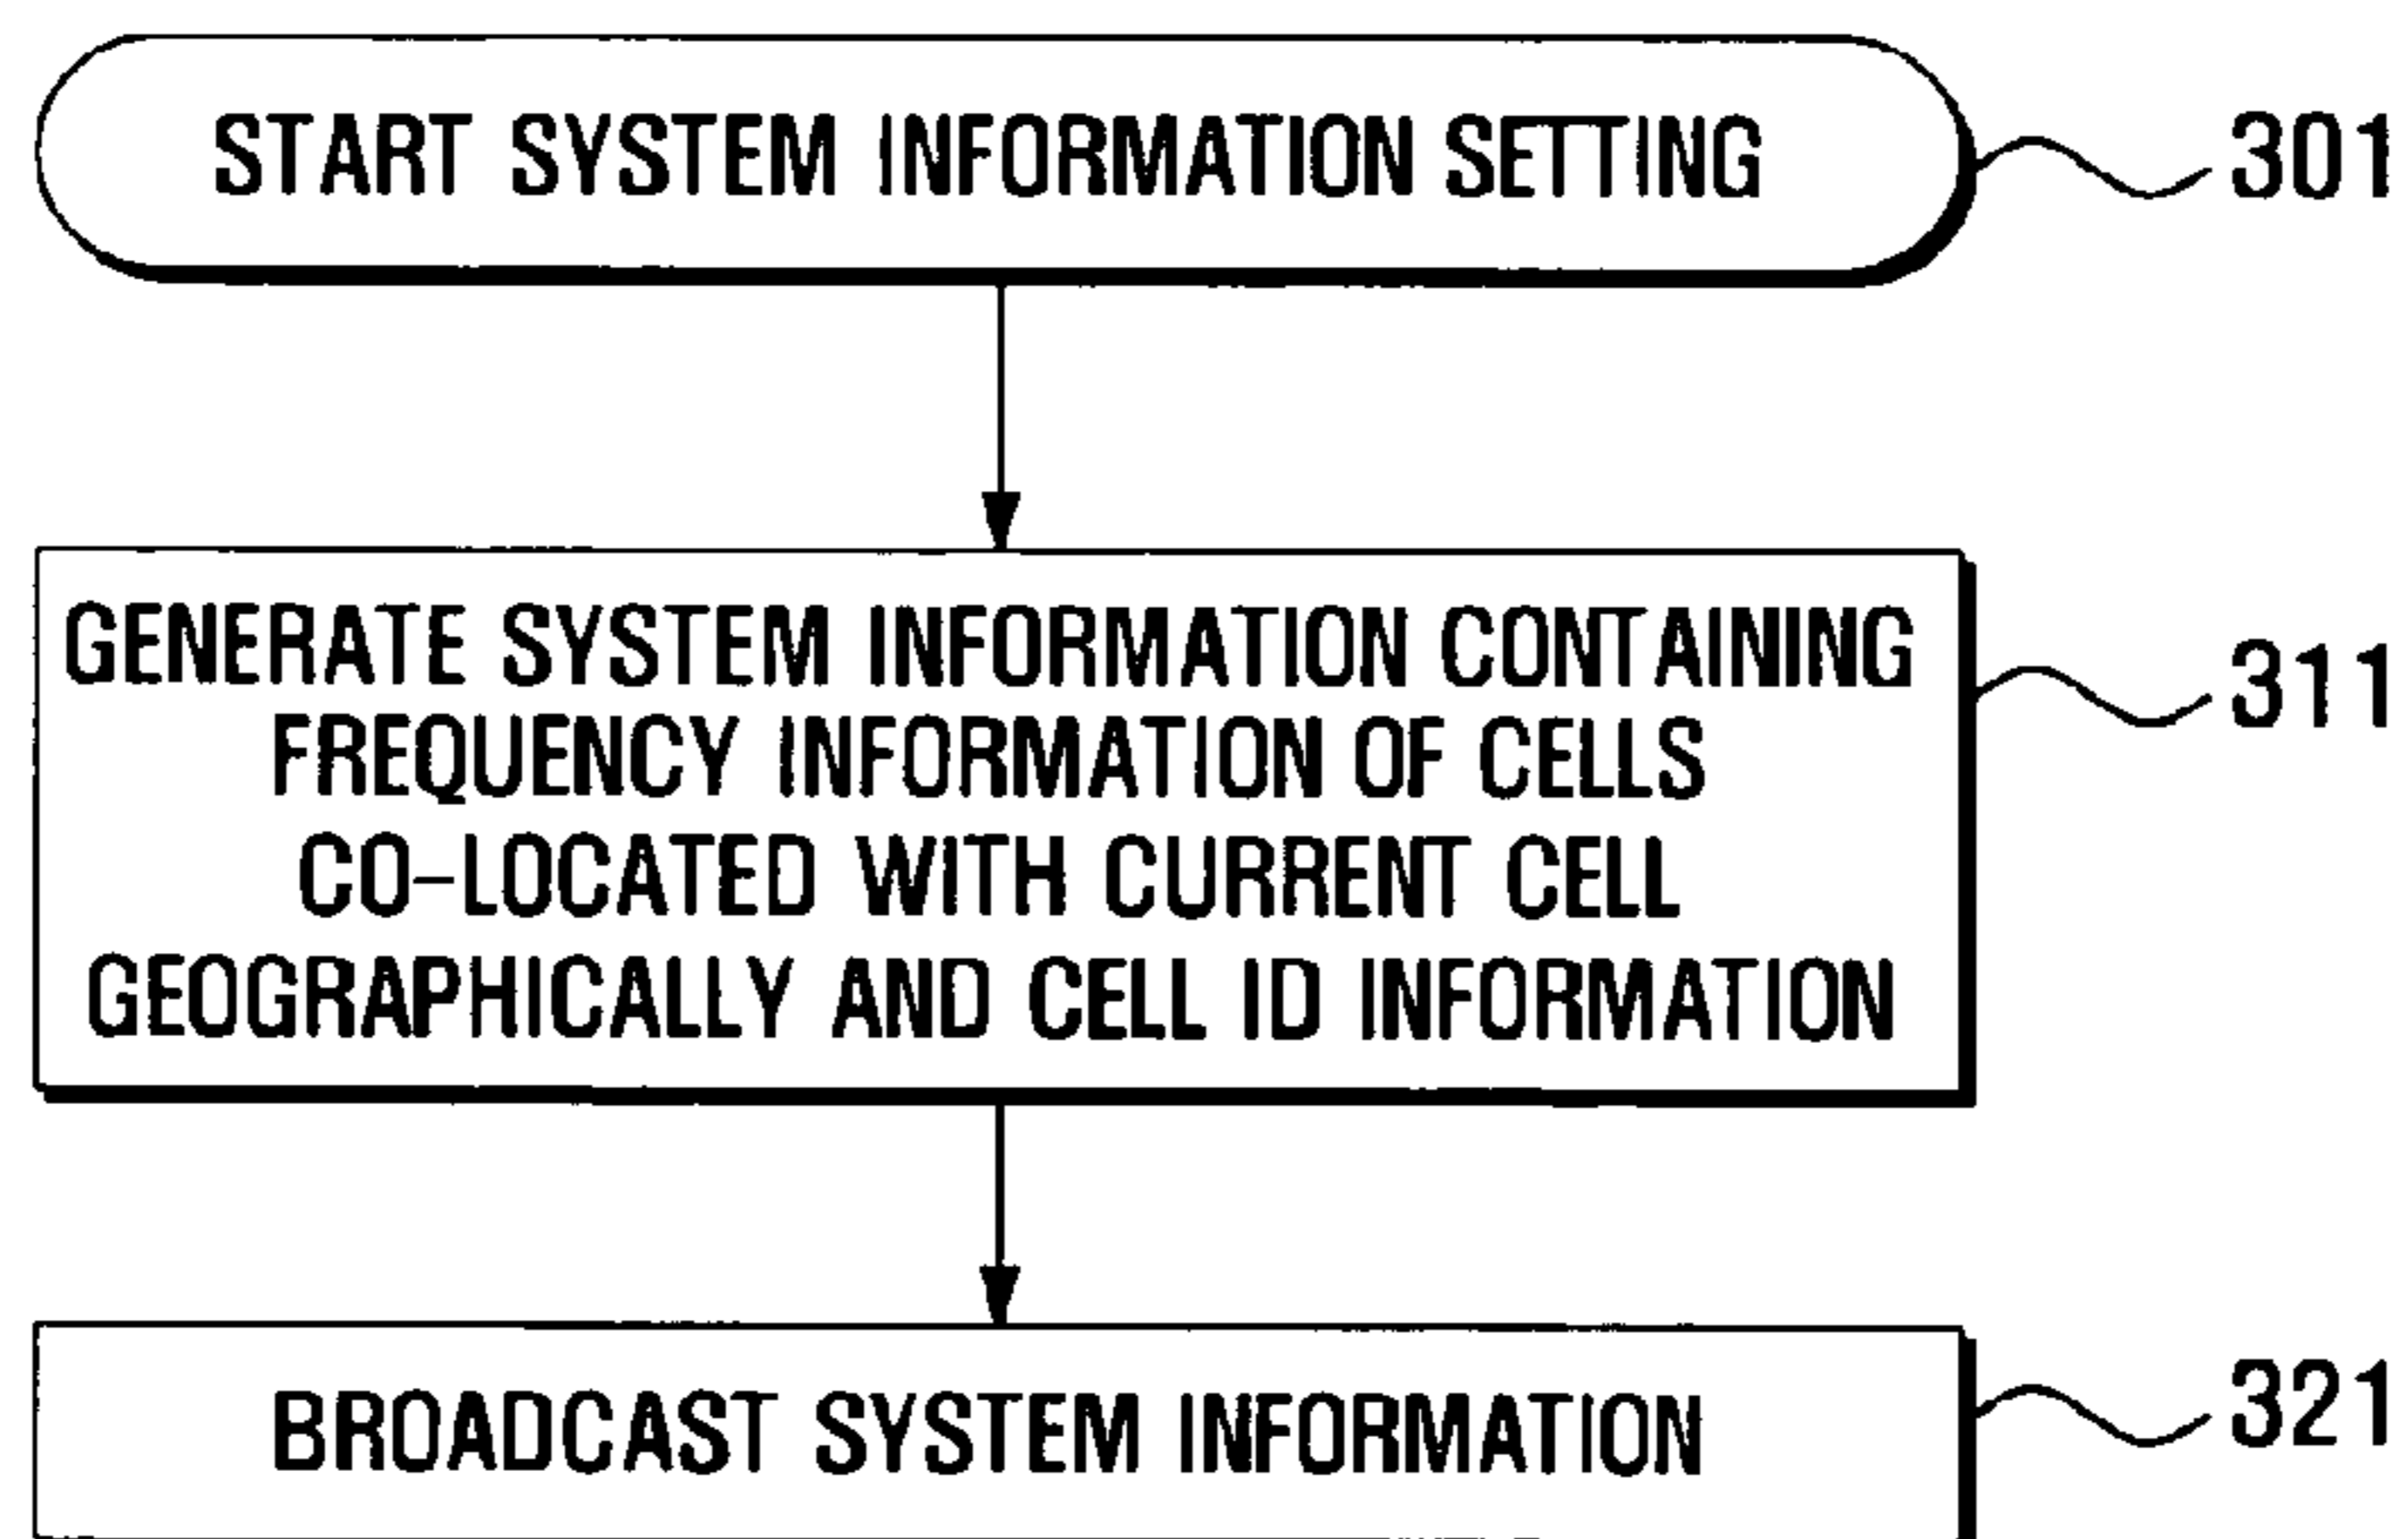 START SYSTEM INFORMATION SETTING
301
GENERATE SYSTEM INFORMATION CONTAINING
FREQUENCY INFORMATION OF CELLS
CO-LOCATED WITH CURRENT CELL
GEOGRAPHICALLY AND CELL ID INFORMATION
311
BROADCAST SYSTEM INFORMATION
321